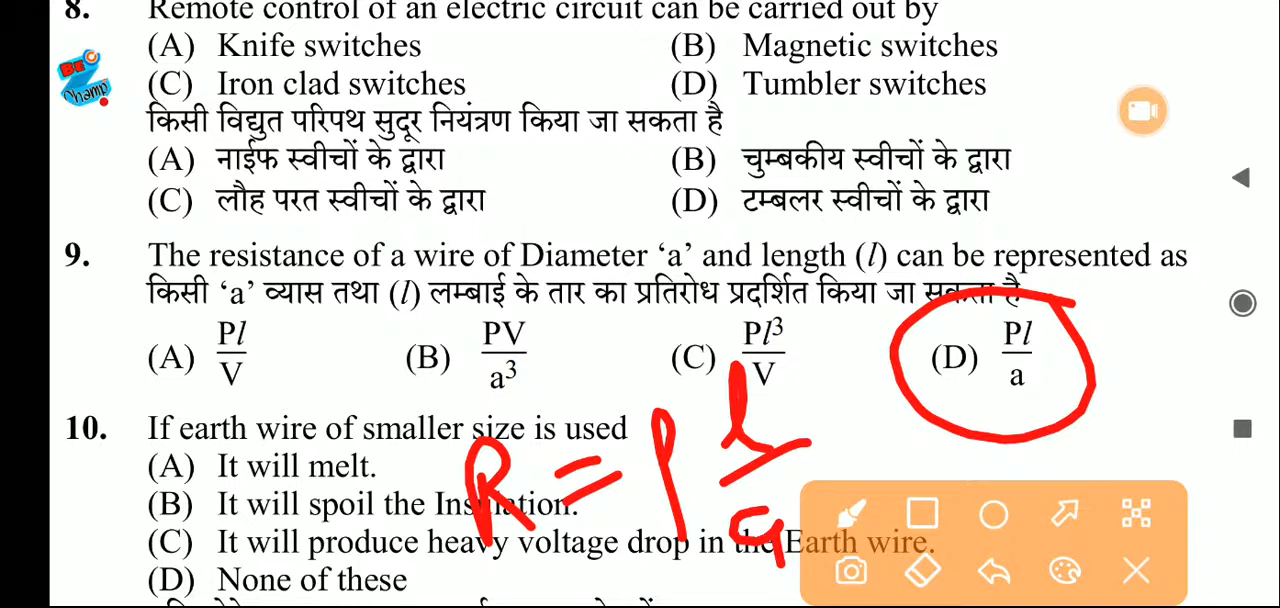 8. Remote control of an electric circuit can be carried out by
(A) Knife switches (B) Magnetic switches
(C) Iron clad switches (D) Tumbler switches
BE
Champ
किसी विद्युत परिपथ सुदूर नियंत्रण किया जा सकता है
(A) नाईफ स्वीचों के द्वारा (B) चुम्बकीय स्वीचों के द्वारा
(C) लौह परत स्वीचों के द्वारा (D) टम्बलर स्वीचों के द्वारा
9. The resistance of a wire of Diameter ‘a’ and length (l) can be represented as
किसी ‘a’ व्यास तथा (l) लम्बाई के तार का प्रतिरोध प्रदर्शित किया जा सकता है
(A) Pl/V (B) PV/a³ (C) Pl³/V (D) Pl/a
10. If earth wire of smaller size is used
R = ρ l/a
(A) It will melt.
(B) It will spoil the Insulation.
(C) It will produce heavy voltage drop in the Earth wire.
(D) None of these